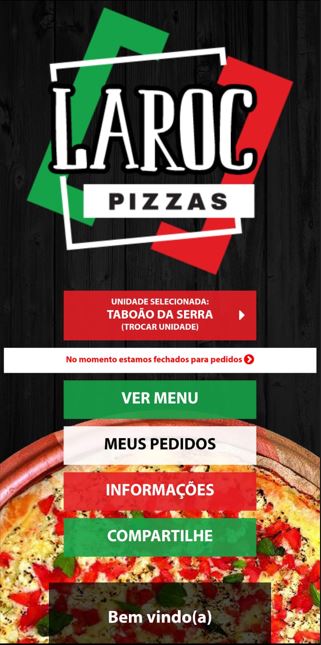 LAROC
PIZZAS
UNIDADE SELECIONADA:
TABOÃO DA SERRA
(TROCAR UNIDADE)
No momento estamos fechados para pedidos
VER MENU
MEUS PEDIDOS
INFORMAÇÕES
COMPARTILHE
Bem vindo(a)